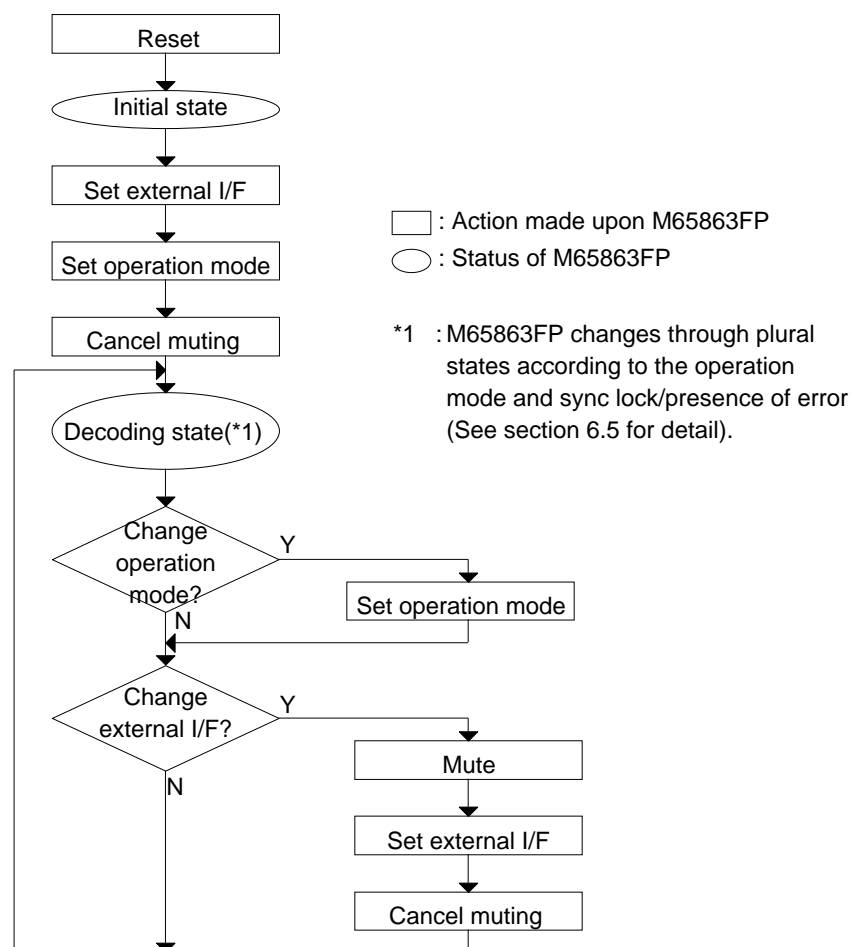 Reset
Initial state
Set external I/F
Set operation mode
Cancel muting
: Action made upon M65863FP
: Status of M65863FP
*1 : M65863FP changes through plural
states according to the operation
mode and sync lock/presence of error
(See section 6.5 for detail).
Decoding state(*1)
Change
operation
mode?
Y
N
Set operation mode
Change
external I/F?
Y
N
Mute
Set external I/F
Cancel muting